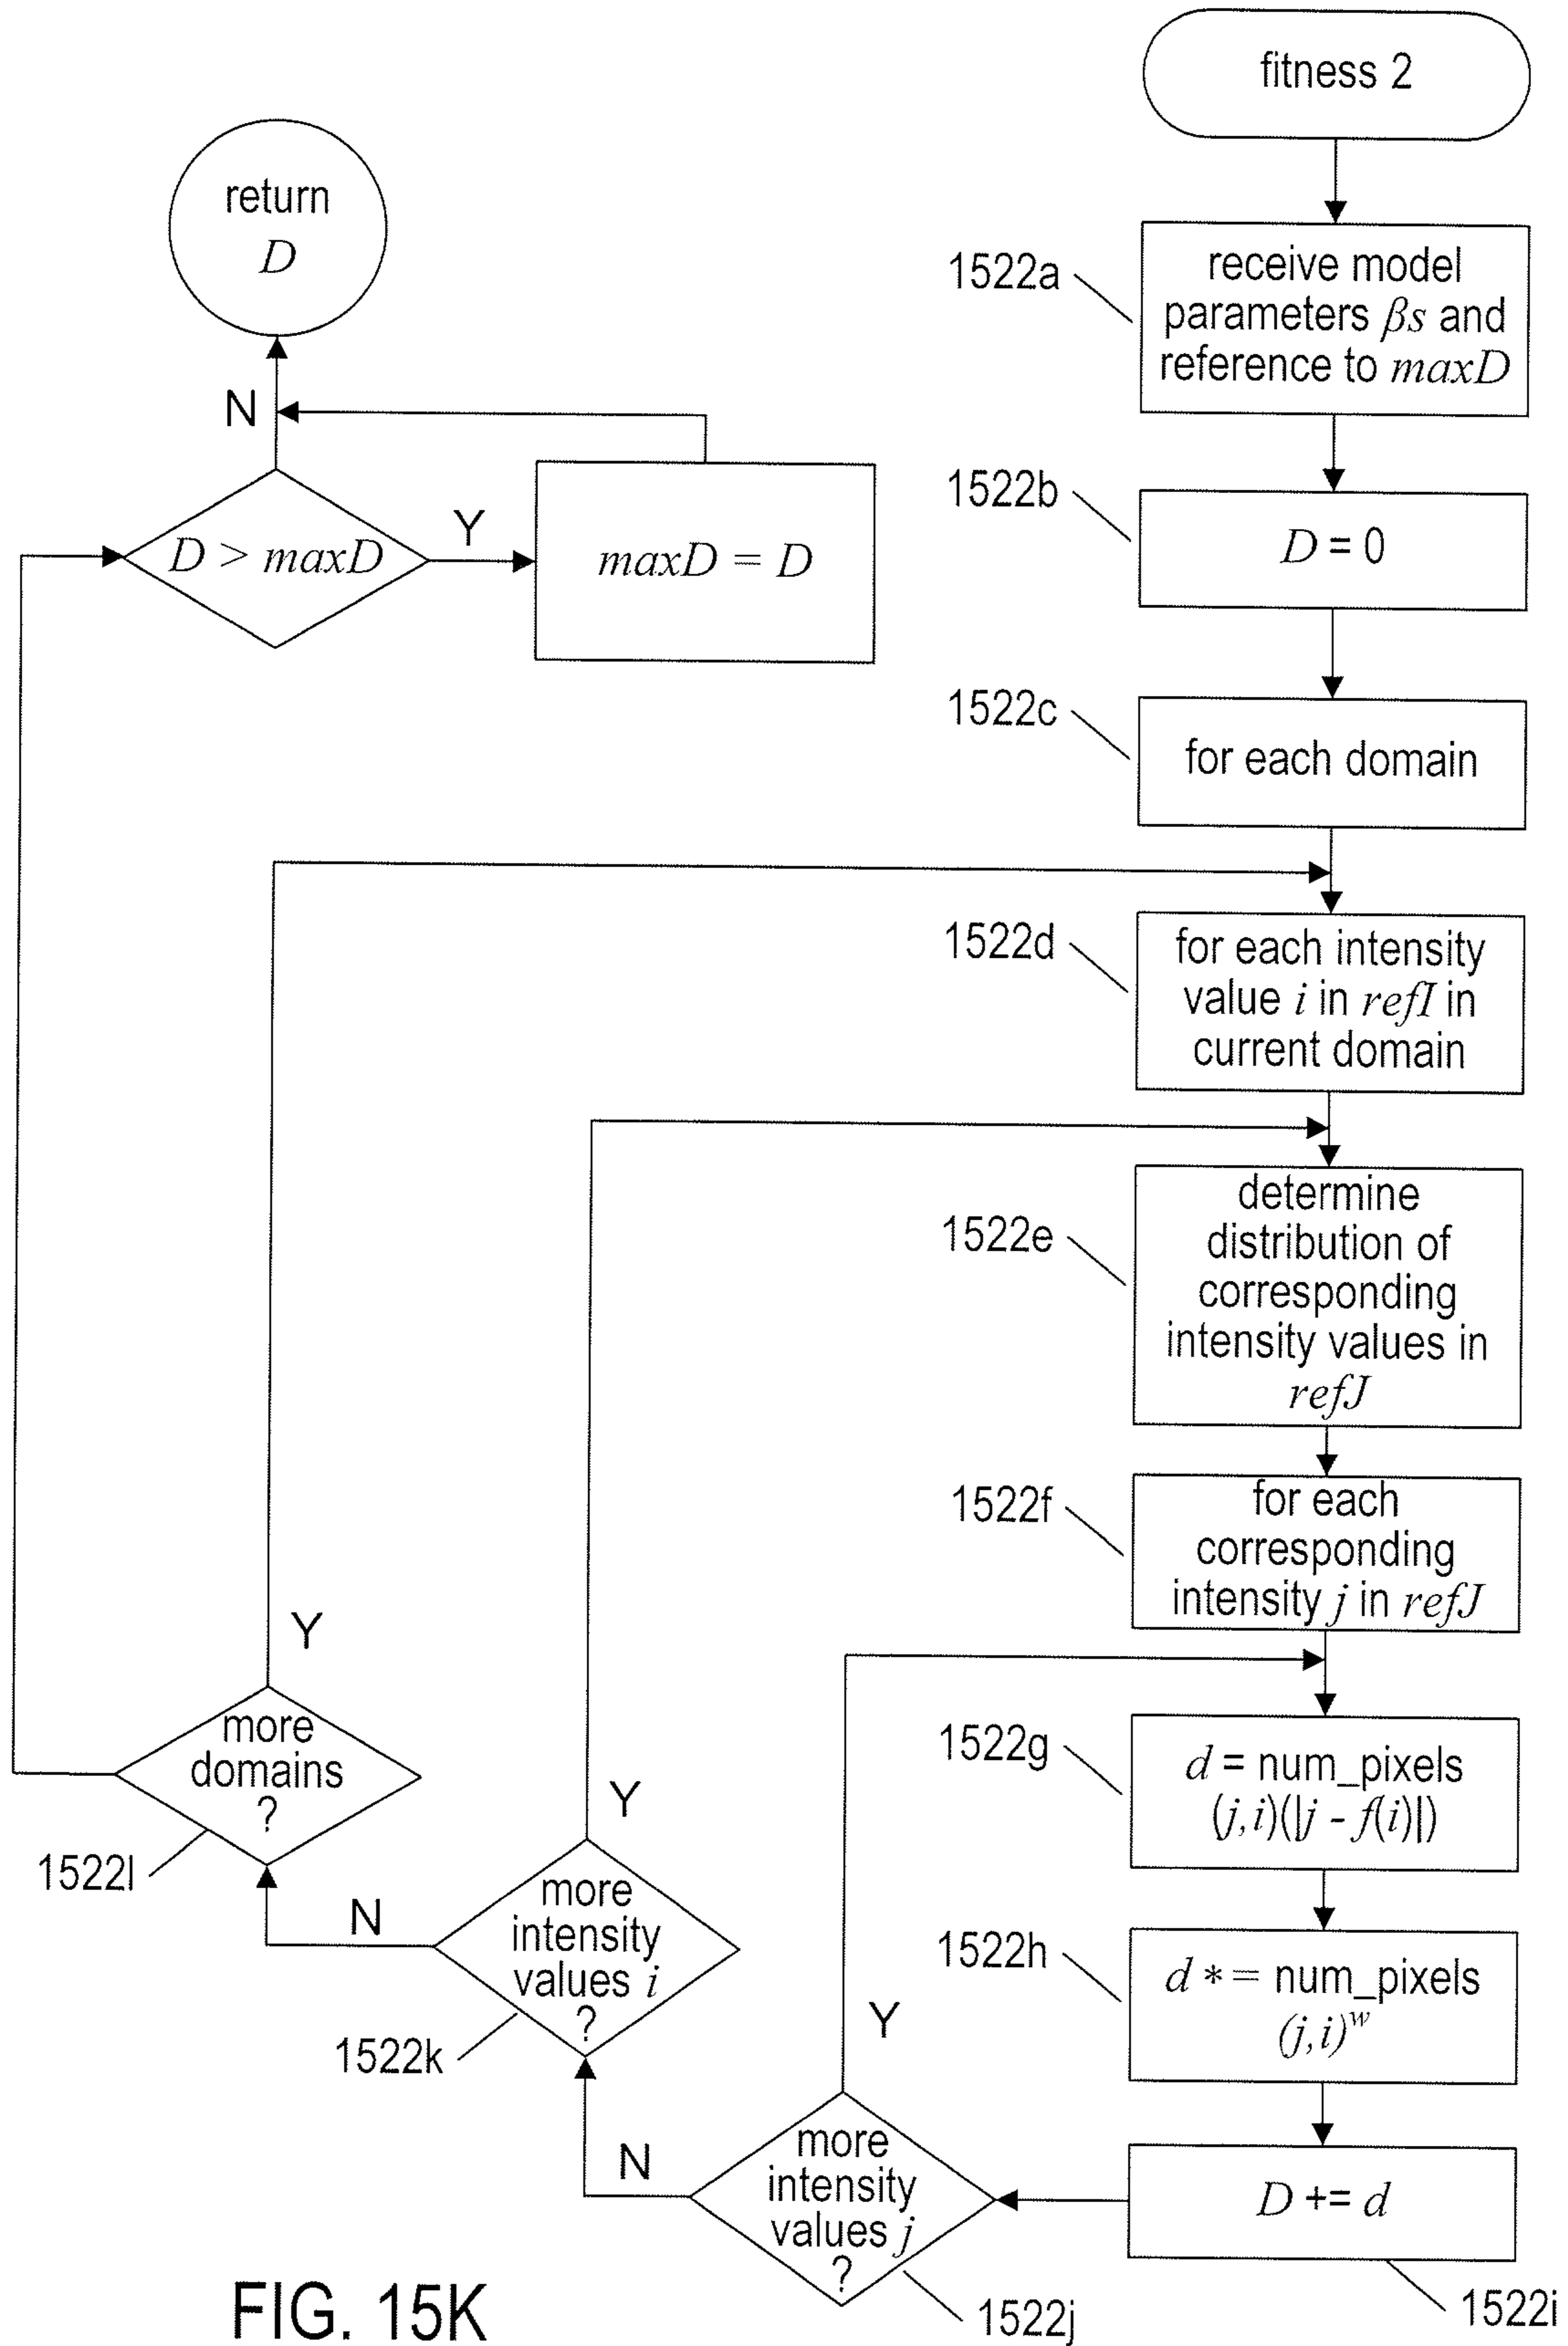 fitness 2
1522a
receive model
parameters βs and
reference to maxD
1522b
D = 0
1522c
for each domain
1522d
for each intensity
value i in refI in
current domain
1522e
determine
distribution of
corresponding
intensity values in
refJ
1522f
for each
corresponding
intensity j in refJ
1522g
d = num_pixels
(j,i)(|j - f(i)|)
1522h
d *= num_pixels
(j,i)^w
D += d
1522i
more
intensity
values j
?
1522j
Y
N
more
intensity
values i
?
1522k
Y
N
more
domains
?
1522l
Y
D > maxD
Y
maxD = D
N
return
D
FIG. 15K